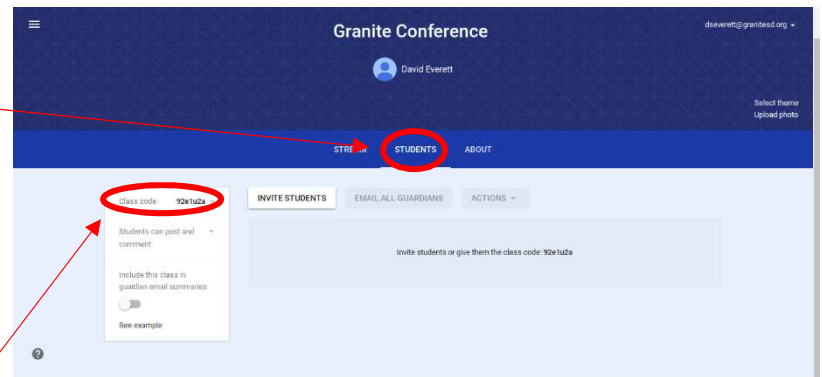 Granite Conference
dseverett@granitesd.org
David Everett
Select theme
Upload photo
STREAM STUDENTS ABOUT
Class code 92e1u2a
INVITE STUDENTS EMAIL ALL GUARDIANS ACTIONS
Students can post and
comment
Invite students or give them the class code: 92e1u2a
Include this class in
guardian email summaries
See example
?